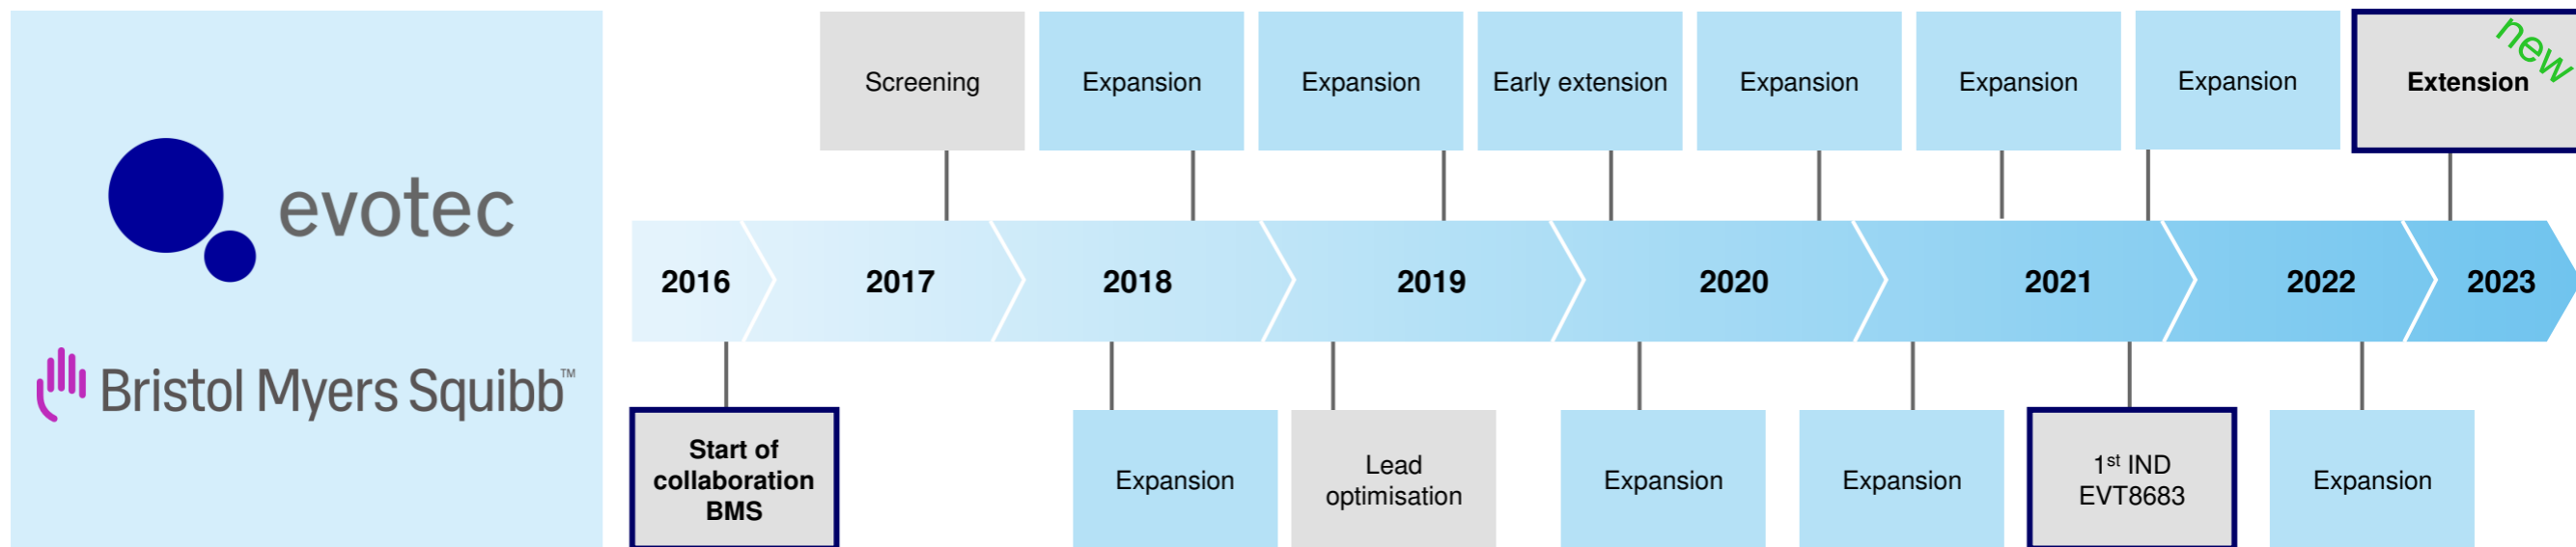 evotec
Bristol Myers Squibb™
Screening
Expansion
Expansion
Early extension
Expansion
Expansion
Expansion
Extension
new
2016
2017
2018
2019
2020
2021
2022
2023
Start of
collaboration
BMS
Expansion
Lead
optimisation
Expansion
Expansion
1st IND
EVT8683
Expansion